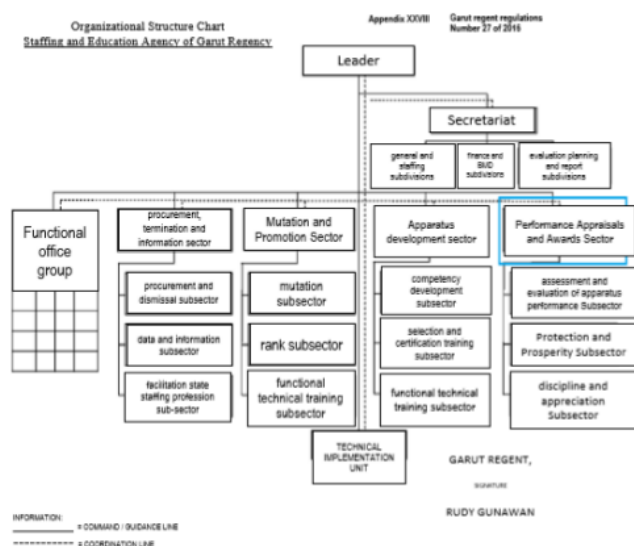 Organizational Structure Chart
Staffing and Education Agency of Garut Regency
Appendix XXVIII
Garut regent regulations
Number 27 of 2016
Leader
Secretariat
general and
staffing
subdivisions
finance and
BMD
subdivisions
evaluation planning
and report
subdivisions
Functional
office
group
procurement,
termination and
information sector
Mutation and
Promotion Sector
Apparatus
development sector
Performance Appraisals
and Awards Sector
procurement and
dismissal subsector
mutation
subsector
competency
development
subsector
assessment and
evaluation of apparatus
performance Subsector
data and information
subsector
rank subsector
selection and
certification training
subsector
Protection and
Prosperity Subsector
facilitation state
staffing profession
sub-sector
functional
technical training
subsector
functional technical
training subsector
discipline and
appreciation
Subsector
TECHNICAL
IMPLEMENTATION
UNIT
GARUT REGENT,
SIGNATURE
RUDY GUNAWAN
INFORMATION:
= COMMAND / GUIDANCE LINE
= COORDINATION LINE